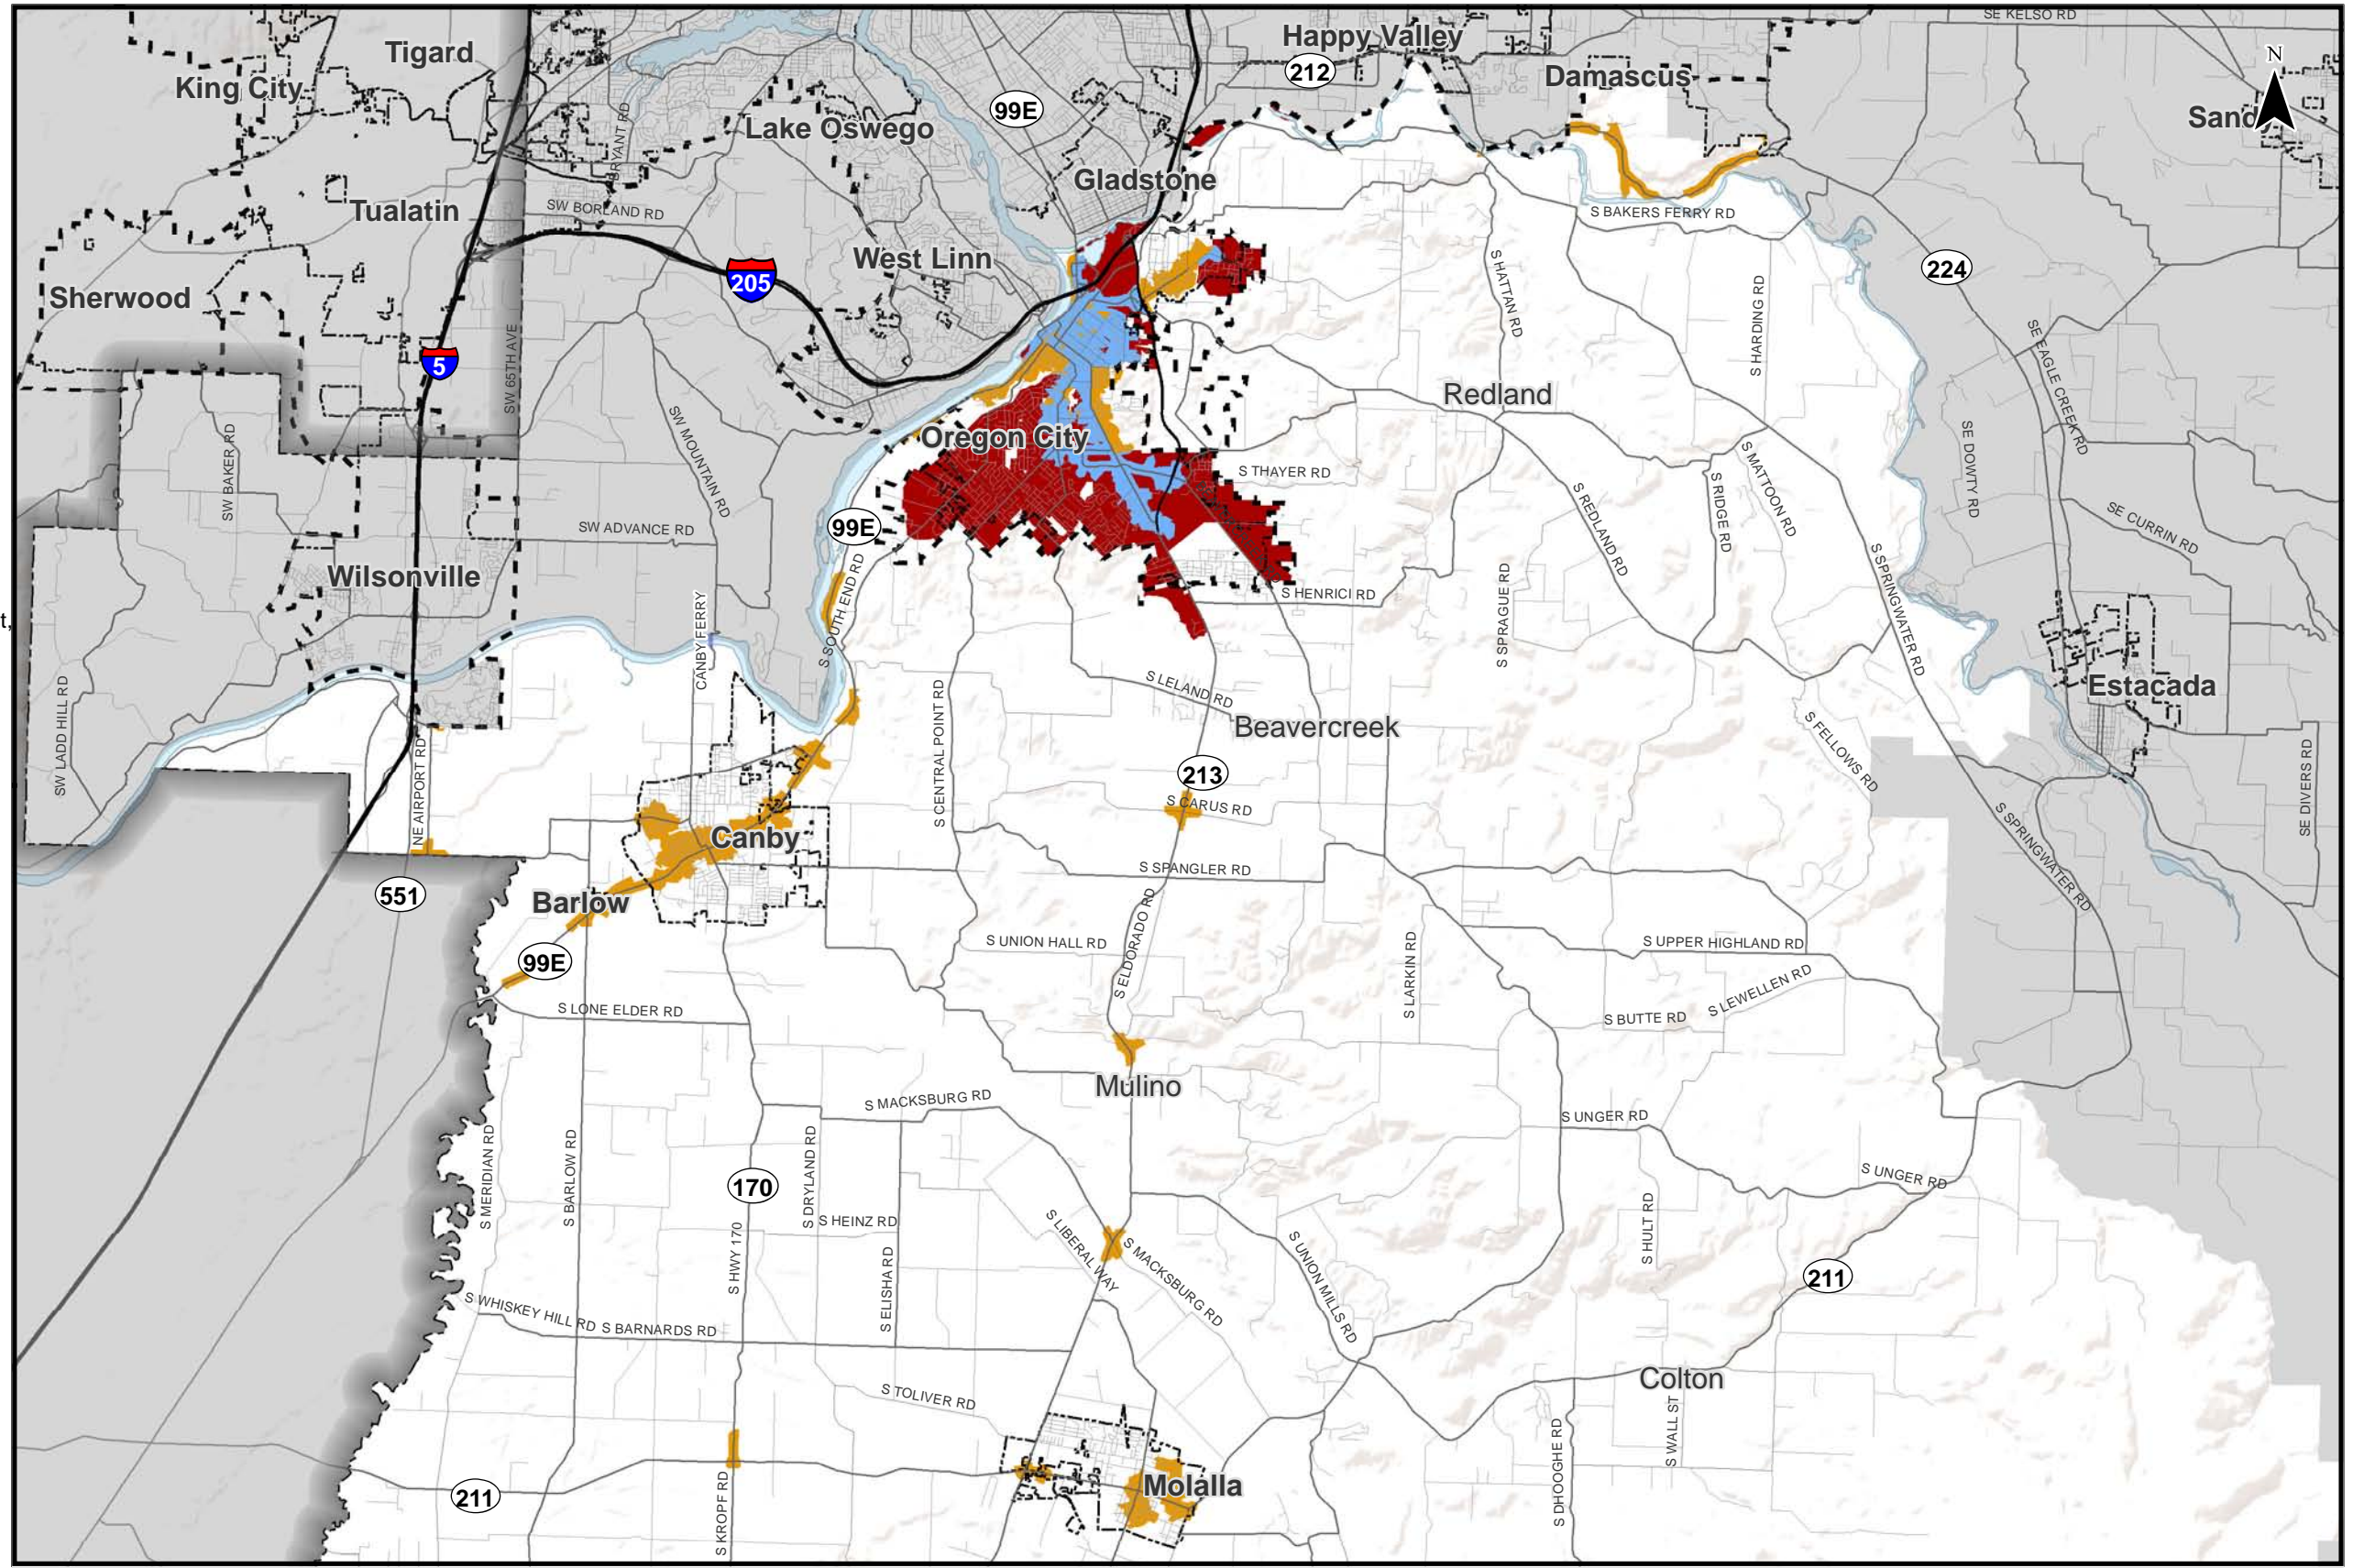 SE KELSO RD
Happy Valley
Tigard
N
212
Damascus
King City
99E
Sandy
Lake Oswego
BRYANT RD
Gladstone
Tualatin
SW BORLAND RD
S BAKERS FERRY RD
West Linn
224
205
Sherwood
S HATTAN RD
S HARDING RD
SE EAGLE CREEK RD
5
SW 65TH AVE
Redland
SW MOUNTAIN RD
Oregon City
SW BAKER RD
S THAYER RD
S MATTOON RD
SE DOWTY RD
S RIDGE RD
S REDLAND RD
99E
SW ADVANCE RD
SE CURRIN RD
Wilsonville
S HENRICI RD
S SPRINGWATER RD
S SPRAGUE RD
S SOUTH END RD
t,
CANBY FERRY
SW LADD HILL RD
S LELAND RD
Estacada
Beavercreek
S CENTRAL POINT RD
S FELLOWS RD
NE AIRPORT RD
213
S CARUS RD
SE DIVERS RD
Canby
S SPRINGWATER RD
S SPANGLER RD
551
Barlow
S ELDORADO RD
S UNION HALL RD
S UPPER HIGHLAND RD
99E
S LARKIN RD
S LEWELLEN RD
S LONE ELDER RD
S BUTTE RD
Mulino
S MACKSBURG RD
S UNGER RD
S MERIDIAN RD
S BARLOW RD
S DRYLAND RD
170
S UNGER RD
S HEINZ RD
S HULT RD
S HWY 170
S LIBERAL WAY
S MACKSBURG RD
S UNION MILLS RD
211
S ELISHA RD
S WHISKEY HILL RD
S BARNARDS RD
Colton
S TOLIVER RD
S WALL ST
S DHOOGHE RD
Molalla
211
S KROPF RD